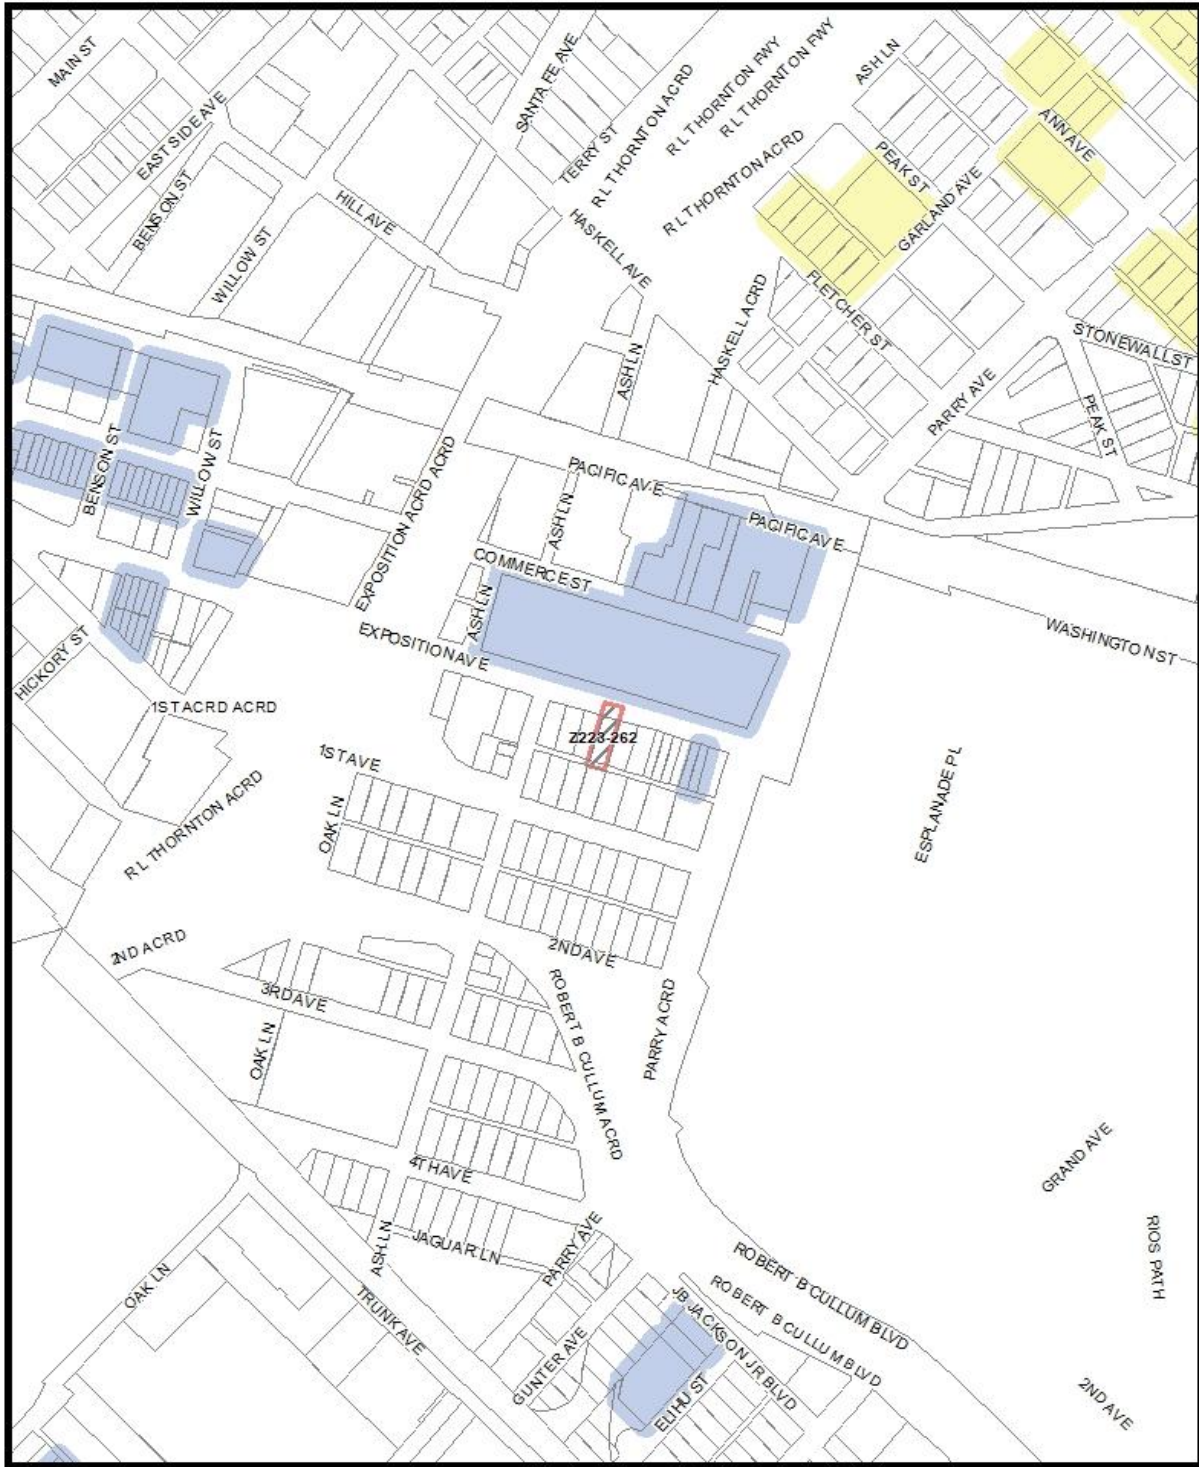 MAIN ST
EAST SIDE AVE
BENSON ST
WILLOW ST
HILL AVE
SANTA FE AVE
TERRY ST
R L THORNTON ACRD
R L THORNTON FWY
R L THORNTON FWY
R L THORNTON ACRD
ASH LN
ANN AVE
PEAK ST
GARLAND AVE
HASKELL AVE
FLETCHER ST
HASKELL ACRD
ASH LN
STONEWALL ST
PARRY AVE
PEAK ST
BENSON ST
WILLOW ST
EXPOSITION ACRD ACRD
PACIFIC AVE
ASH LN
PACIFIC AVE
COMMERCE ST
ASH LN
EXPOSITION AVE
WASHINGTON ST
HICKORY ST
1ST ACRD ACRD
Z223-262
1ST AVE
OAK LN
R L THORNTON ACRD
ESPLANADE PL
2ND ACRD
2ND AVE
3RD AVE
OAK LN
ROBERT B CULLUM ACRD
PARRY ACRD
4TH AVE
GRAND AVE
RIOS PATH
ASH LN
JAGUAR LN
PARRY AVE
OAK LN
TRUNK AVE
GUNTER AVE
ROBERT B CULLUM BLVD
ROBERT B CULLUM BLVD
JB JACKSON JR BLVD
ELIHU ST
2ND AVE